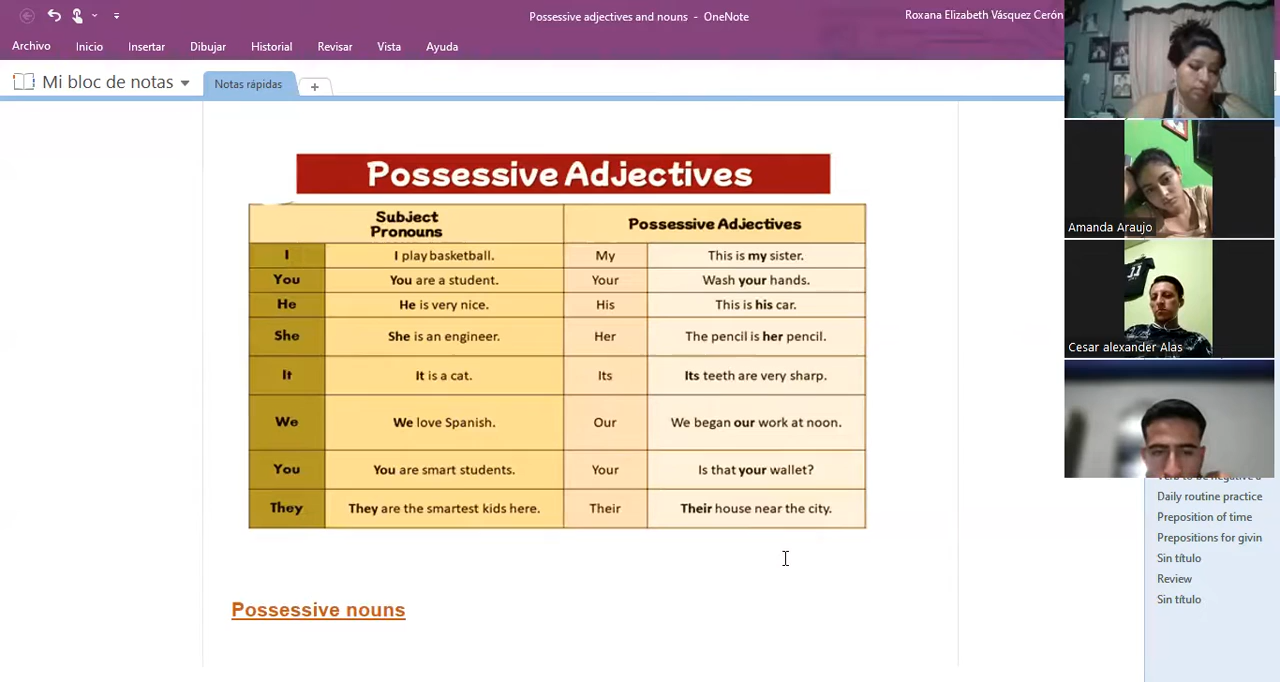 Possessive adjectives and nouns - OneNote
Roxana Elizabeth Vásquez Cerón
Archivo Inicio Insertar Dibujar Historial Revisar Vista Ayuda
Mi bloc de notas
Notas rápidas
+
Possessive Adjectives
Subject
Pronouns
Possessive Adjectives
I I play basketball. My This is my sister.
You You are a student. Your Wash your hands.
He He is very nice. His This is his car.
She She is an engineer. Her The pencil is her pencil.
It It is a cat. Its Its teeth are very sharp.
We We love Spanish. Our We began our work at noon.
You You are smart students. Your Is that your wallet?
They They are the smartest kids here. Their Their house near the city.
Possessive nouns
Amanda Araujo
Cesar alexander Alas
Verb to be negative a
Daily routine practice
Preposition of time
Prepositions for givin
Sin título
Review
Sin título